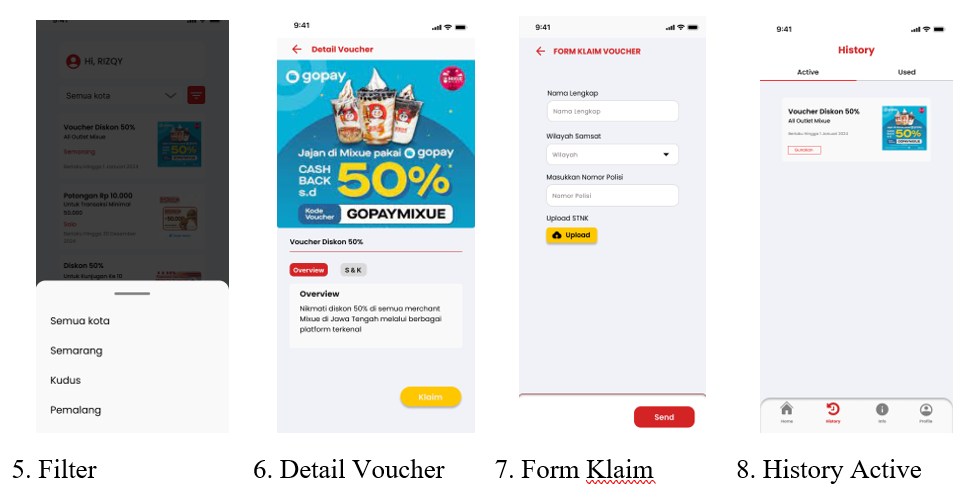 9:41
Hi, RIZQY
Semua kota
Voucher Diskon 50%
All Outlet Mixue
Semarang
Berlaku Hingga 1 Januari 2024
50%
Potongan Rp 10.000
Untuk Transaksi Minimal
50.000
Solo
Berlaku Hingga 20 Desember
2024
Diskon 50%
Untuk Kunjugan Ke 10
Semua kota
Semarang
Kudus
Pemalang
5. Filter
9:41
Detail Voucher
gopay
Jajan di Mixue pakai gopay
CASH
BACK
s.d
50%
Kode
Voucher
GOPAYMIXUE
Voucher Diskon 50%
Overview
S & K
Overview
Nikmati diskon 50% di semua merchant
Mixue di Jawa Tengah melalui berbagai
platform terkenal
Klaim
6. Detail Voucher
9:41
FORM KLAIM VOUCHER
Nama Lengkap
Nama Lengkap
Wilayah Samsat
Wilayah
Masukkan Nomor Polisi
Nomor Polisi
Upload STNK
Upload
Send
7. Form Klaim
9:41
History
Active
Used
Voucher Diskon 50%
All Outlet Mixue
Berlaku Hingga 1 Januari 2024
Gunakan
50%
Home
History
Info
Profile
8. History Active